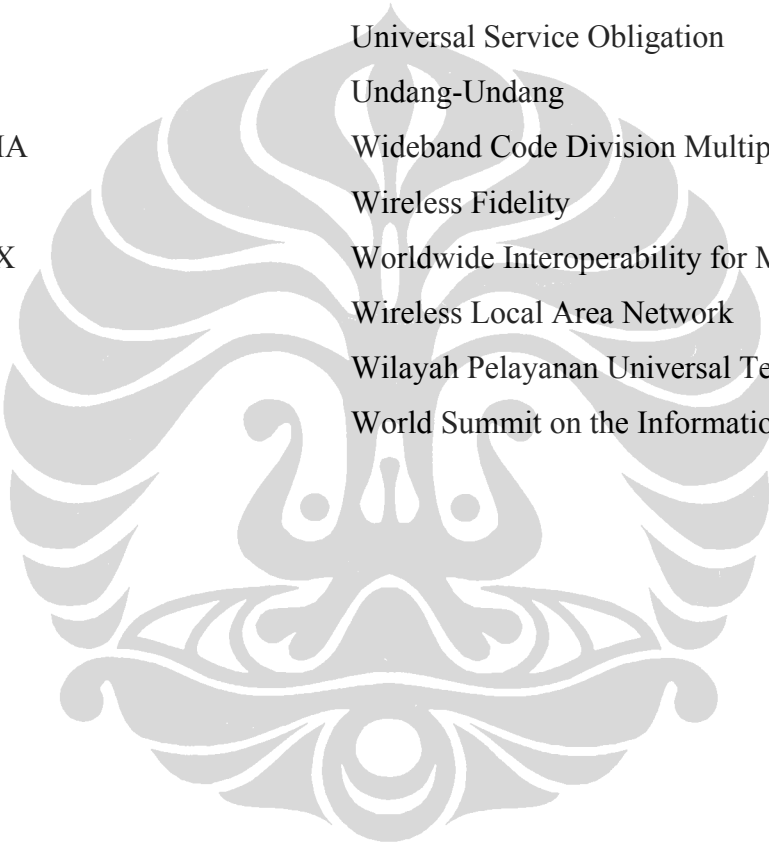 Universal Service Obligation
Undang-Undang
MA Wideband Code Division Multip
Wireless Fidelity
X Worldwide Interoperability for M
Wireless Local Area Network
Wilayah Pelayanan Universal Te
World Summit on the Informatio